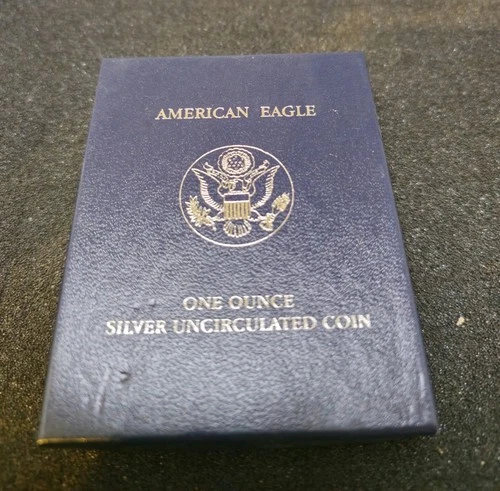 AMERICAN EAGLE
ONE OUNCE
SILVER UNCIRCULATED COIN